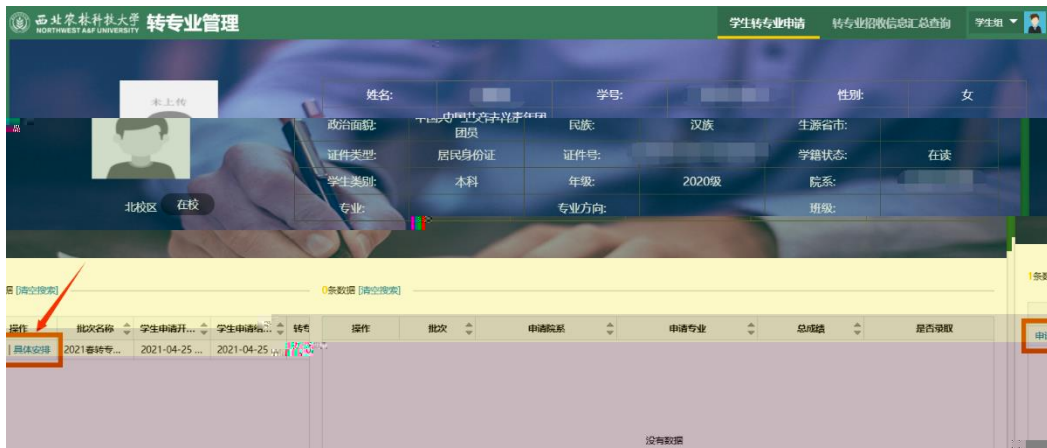 西北农林科技大学 转专业管理 学生转专业申请 转专业招收信息汇总查询 学生组
NORTHWEST A&F UNIVERSITY
未上传
姓名: 学号: 性别: 女
政治面貌: 团员 民族: 汉族 生源省市:
证件类型: 居民身份证 证件号: 学籍状态: 在读
学生类别: 本科 年级: 2020级 院系:
北校区 在校 专业: 专业方向: 班级:
据 [清空搜索] 0条数据 [清空搜索] 1条数
操作 批次名称 学生申请开... 学生申请结... 转专 操作 批次 申请院系 申请专业 总成绩 是否录取
| 具体安排 2021春转专... 2021-04-25 ... 2021-04-25 申请
没有数据